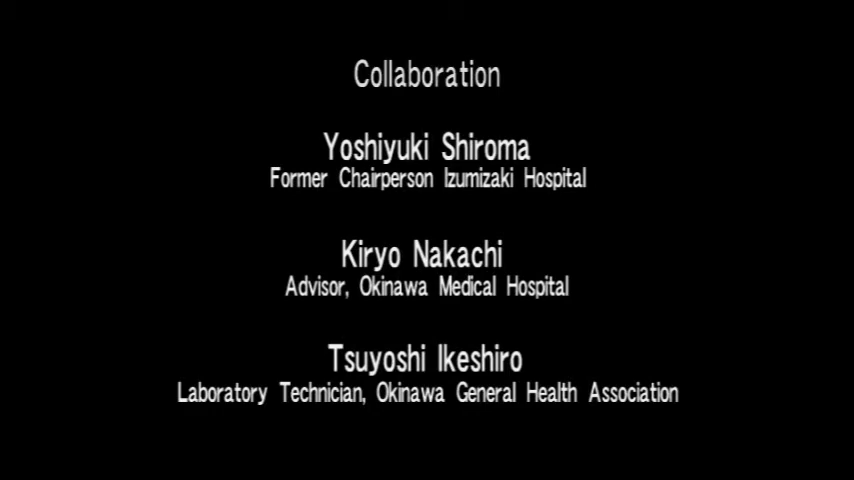 Collaboration
Yoshiyuki Shiroma
Former Chairperson Izumizaki Hospital
Kiryo Nakachi
Advisor, Okinawa Medical Hospital
Tsuyoshi Ikeshiro
Laboratory Technician, Okinawa General Health Association